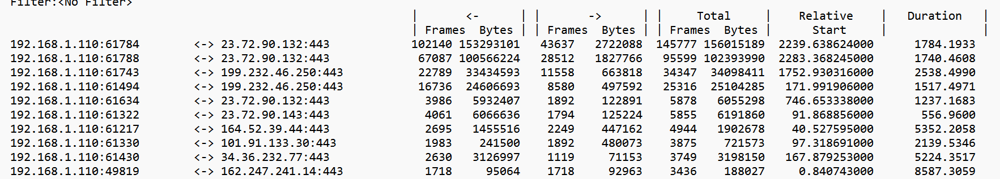 Filter:<No Filter>
|       <-      | |       ->      | |     Total     |    Relative    |   Duration   |
| Frames  Bytes | | Frames  Bytes | | Frames  Bytes |      Start     |              |
192.168.1.110:61784        <-> 23.72.90.132:443         102140 153293101   43637   2722088   145777 156015189  2239.638624000      1784.1933
192.168.1.110:61788        <-> 23.72.90.132:443          67087 100566224   28512   1827766    95599 102393990  2283.368245000      1740.4608
192.168.1.110:61743        <-> 199.232.46.250:443        22789  33434593   11558    663818    34347  34098411  1752.930316000      2538.4990
192.168.1.110:61494        <-> 199.232.46.250:443        16736  24606693    8580    497592    25316  25104285   171.991906000      1517.4971
192.168.1.110:61634        <-> 23.72.90.132:443           3986   5932407    1892    122891     5878   6055298   746.653338000      1237.1683
192.168.1.110:61322        <-> 23.72.90.143:443           4061   6066636    1794    125224     5855   6191860    91.868856000       556.9600
192.168.1.110:61217        <-> 164.52.39.44:443           2695   1455516    2249    447162     4944   1902678    40.527595000      5352.2058
192.168.1.110:61330        <-> 101.91.133.30:443          1983    241500    1892    480073     3875    721573    97.318691000      2139.5346
192.168.1.110:61430        <-> 34.36.232.77:443           2630   3126997    1119     71153     3749   3198150   167.879253000      5224.3517
192.168.1.110:49819        <-> 162.247.241.14:443         1718     95064    1718     92963     3436    188027     0.840743000      8587.3059